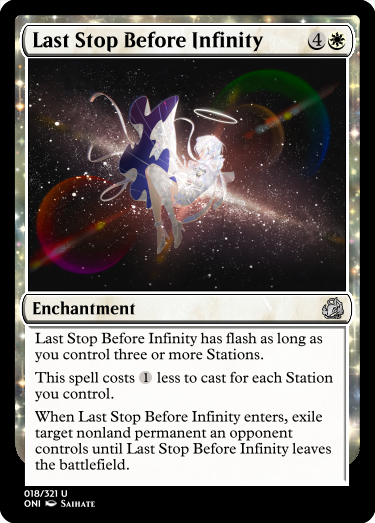 Last Stop Before Infinity 4
Enchantment
Last Stop Before Infinity has flash as long as
you control three or more Stations.
This spell costs 1 less to cast for each Station
you control.
When Last Stop Before Infinity enters, exile
target nonland permanent an opponent
controls until Last Stop Before Infinity leaves
the battlefield.
018/321 U
ONI Saihate